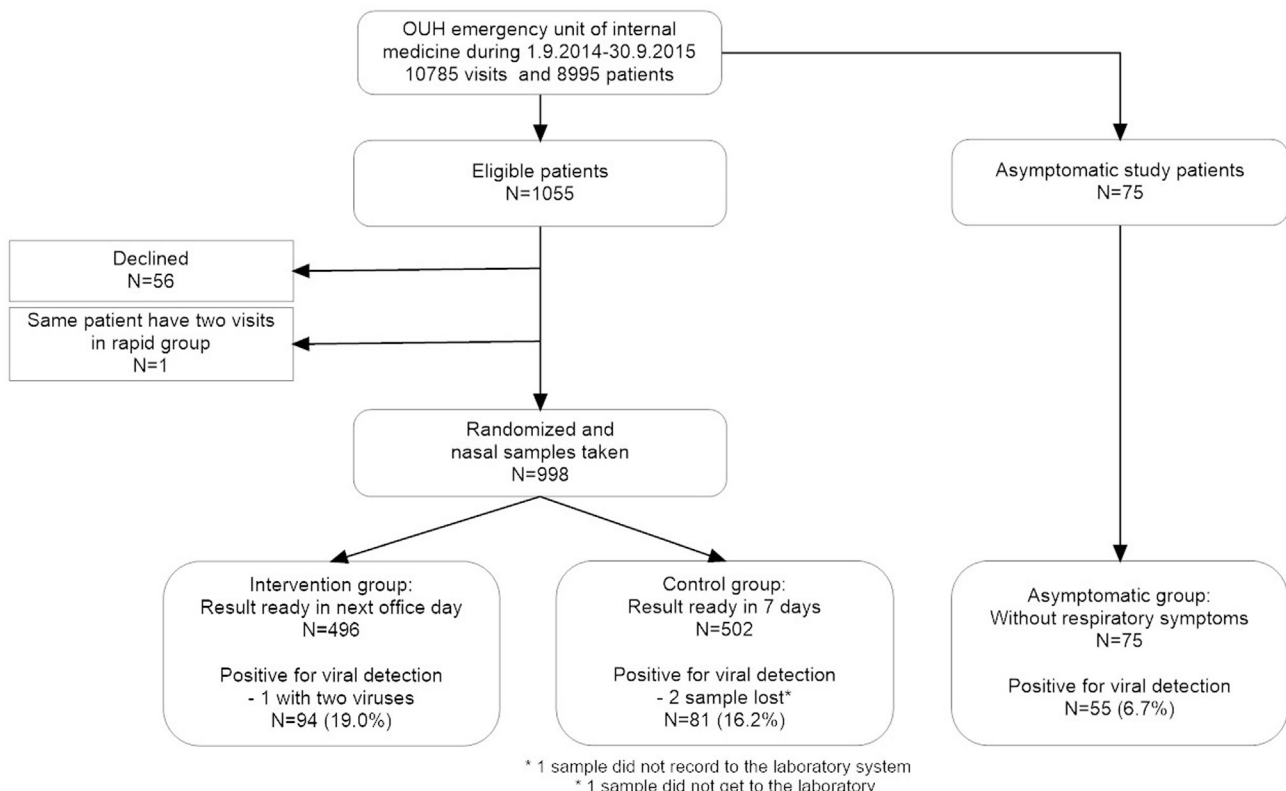 OUH emergency unit of internal
medicine during 1.9.2014-30.9.2015
10785 visits and 8995 patients
Eligible patients
N=1055
Asymptomatic study patients
N=75
Declined
N=56
Same patient have two visits
in rapid group
N=1
Randomized and
nasal samples taken
N=998
Intervention group:
Result ready in next office day
N=496
Positive for viral detection
- 1 with two viruses
N=94 (19.0%)
Control group:
Result ready in 7 days
N=502
Positive for viral detection
- 2 sample lost*
N=81 (16.2%)
Asymptomatic group:
Without respiratory symptoms
N=75
Positive for viral detection
N=55 (6.7%)
* 1 sample did not record to the laboratory system
* 1 sample did not get to the laboratory